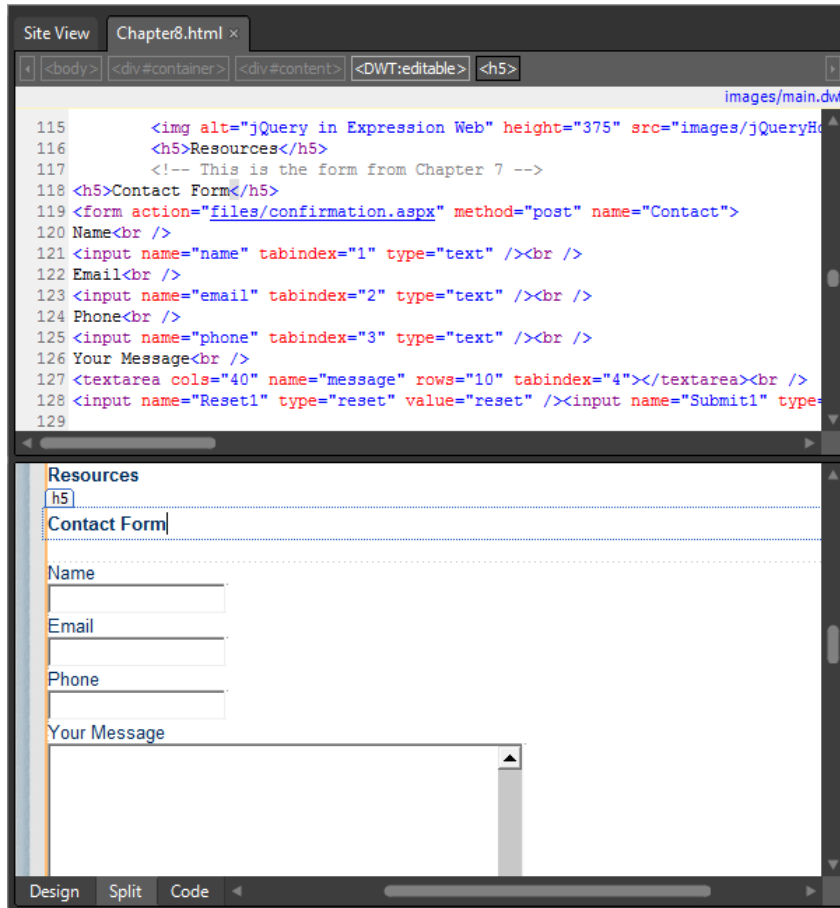 Site View Chapter8.html ×
<body> <div#container> <div#content> <DWT:editable> <h5>
images/main.dw
115 <img alt="jQuery in Expression Web" height="375" src="images/jQueryHo
116 <h5>Resources</h5>
117 <!-- This is the form from Chapter 7 -->
118 <h5>Contact Form</h5>
119 <form action="files/confirmation.aspx" method="post" name="Contact">
120 Name<br />
121 <input name="name" tabindex="1" type="text" /><br />
122 Email<br />
123 <input name="email" tabindex="2" type="text" /><br />
124 Phone<br />
125 <input name="phone" tabindex="3" type="text" /><br />
126 Your Message<br />
127 <textarea cols="40" name="message" rows="10" tabindex="4"></textarea><br />
128 <input name="Reset1" type="reset" value="reset" /><input name="Submit1" type=
129
Resources
h5
Contact Form
Name
Email
Phone
Your Message
Design Split Code